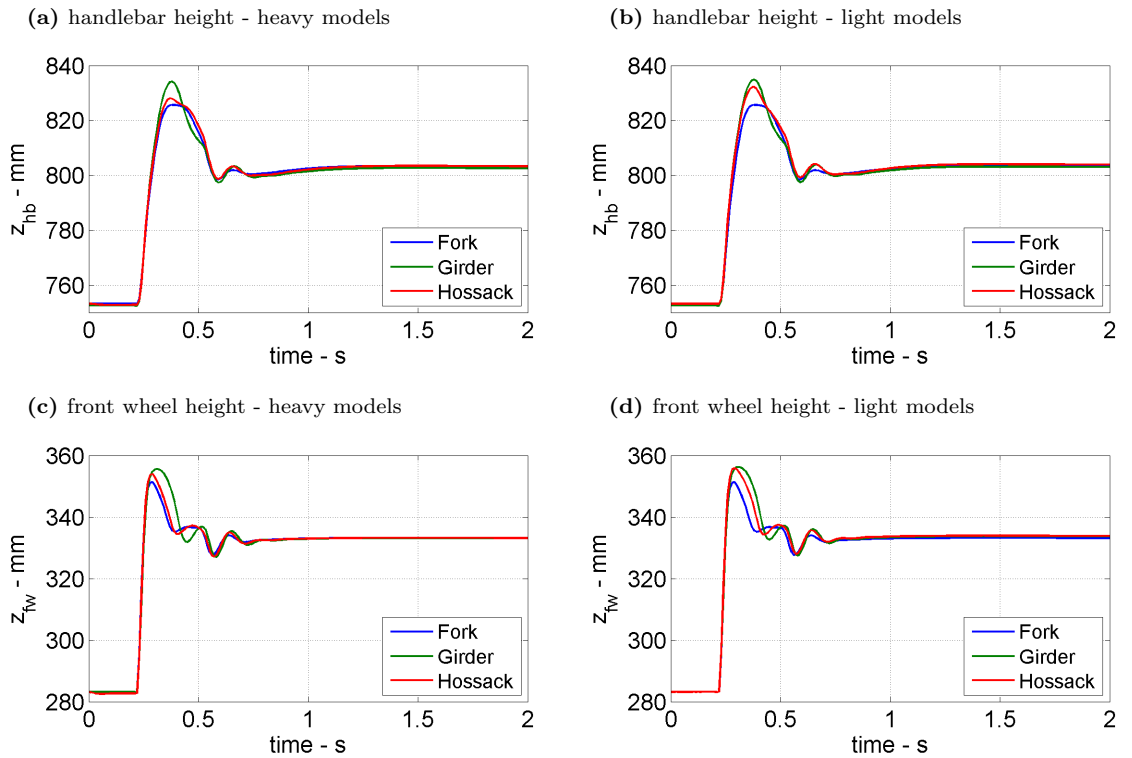 (a) handlebar height - heavy models
840
820
800
780
760
z_hb - mm
Fork
Girder
Hossack
0 0.5 1 1.5 2
time - s
(b) handlebar height - light models
840
820
800
780
760
z_hb - mm
Fork
Girder
Hossack
0 0.5 1 1.5 2
time - s
(c) front wheel height - heavy models
360
340
320
300
280
z_fw - mm
Fork
Girder
Hossack
0 0.5 1 1.5 2
time - s
(d) front wheel height - light models
360
340
320
300
280
z_fw - mm
Fork
Girder
Hossack
0 0.5 1 1.5 2
time - s